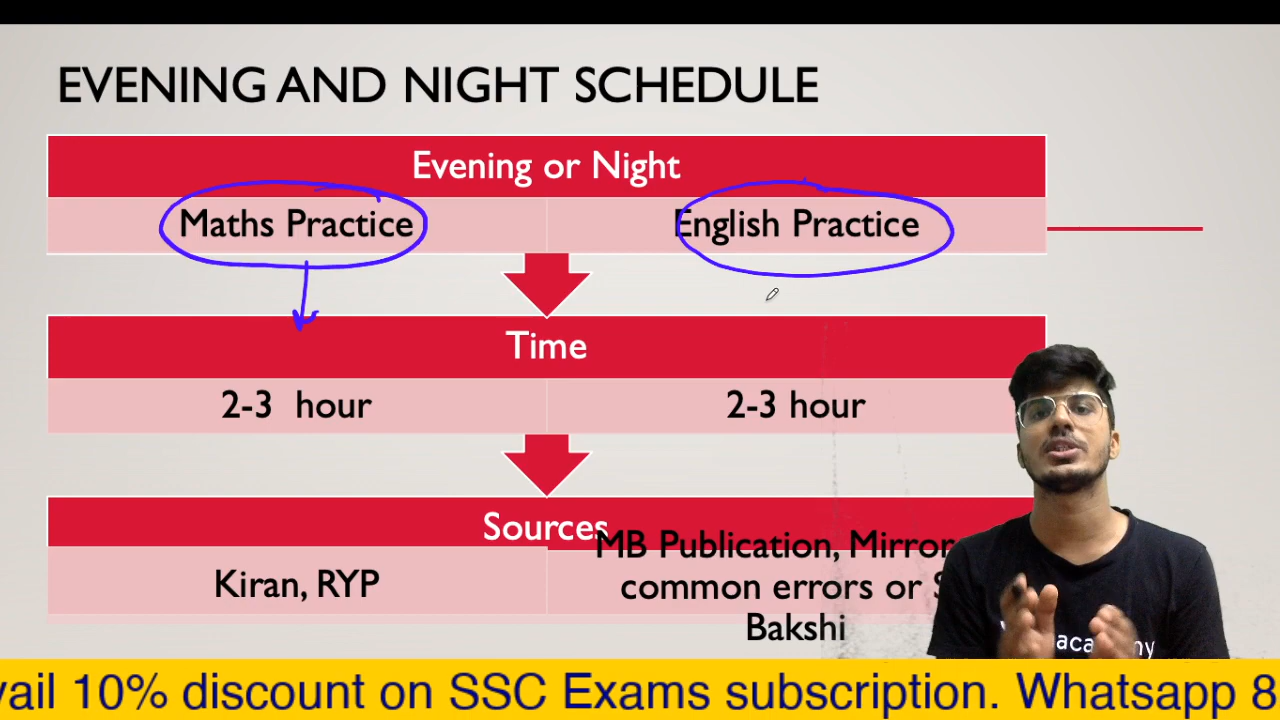 EVENING AND NIGHT SCHEDULE
Evening or Night
Maths Practice English Practice
Time
2-3 hour 2-3 hour
Sources
MB Publication, Mirror
Kiran, RYP common errors or
Bakshi
10% discount on SSC Exams subscription. Whatsapp 8